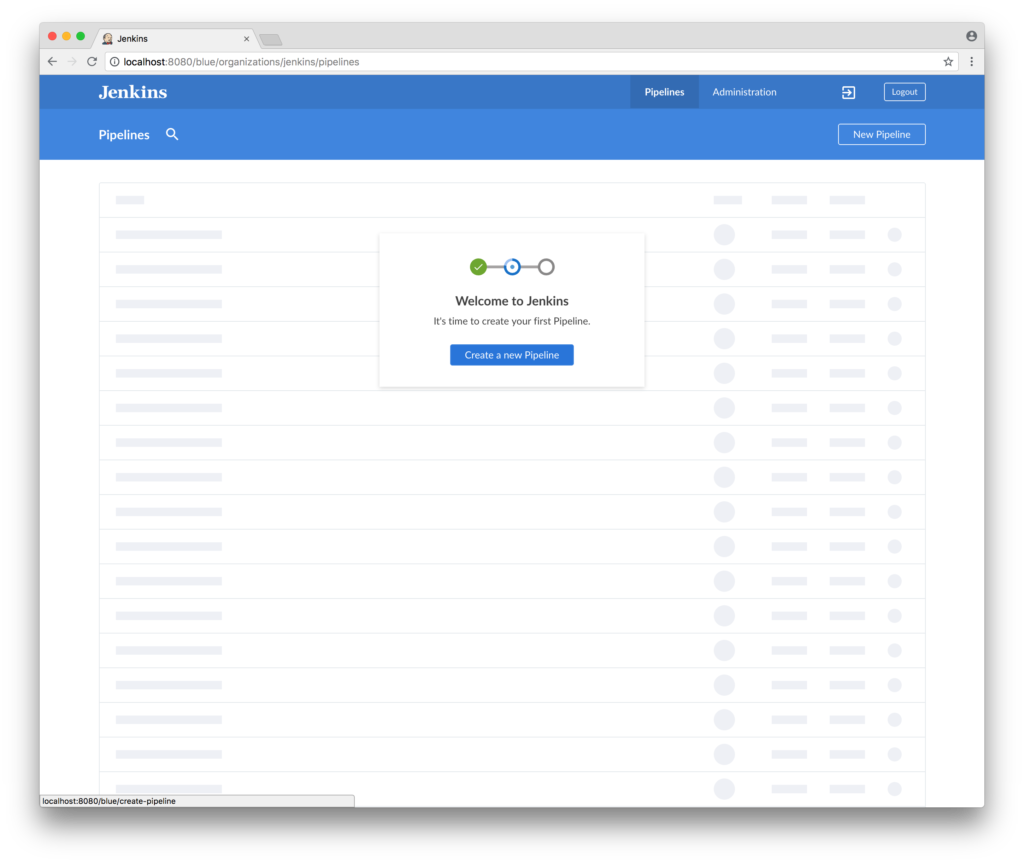 Jenkins
localhost:8080/blue/organizations/jenkins/pipelines
Jenkins
Pipelines
Administration
Logout
Pipelines
New Pipeline
Welcome to Jenkins
It's time to create your first Pipeline.
Create a new Pipeline
localhost:8080/blue/create-pipeline